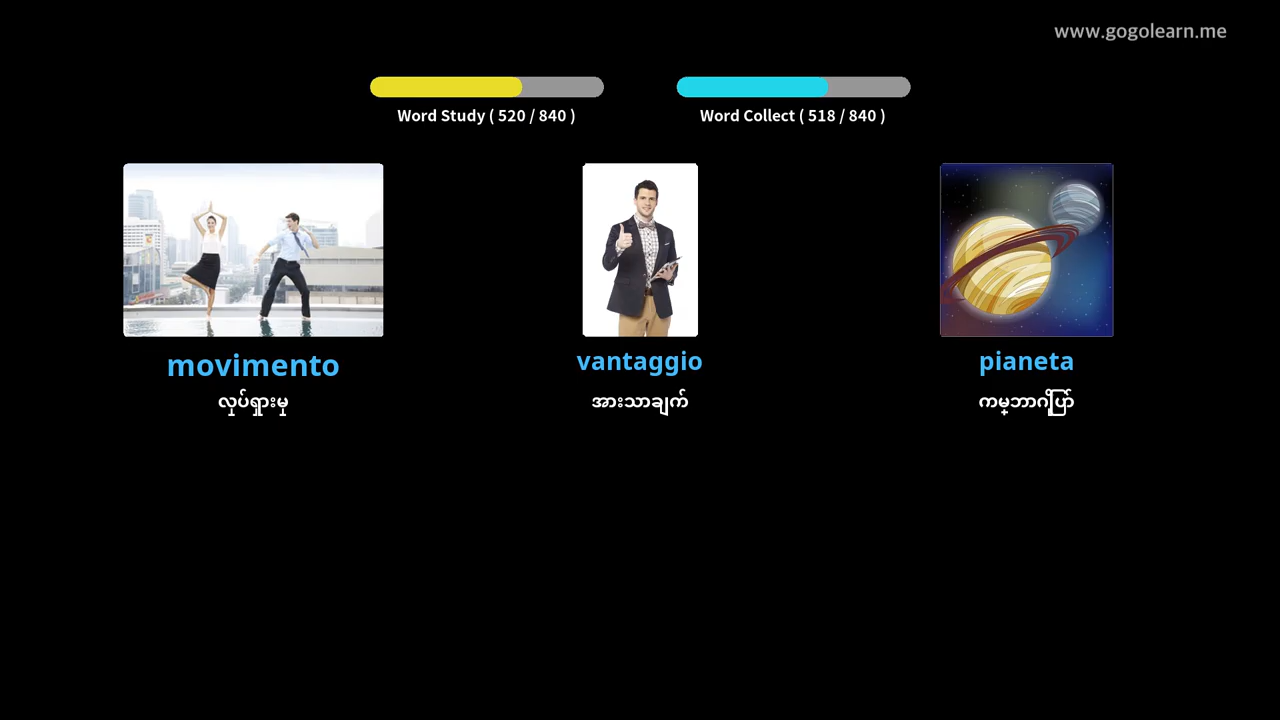 www.gogolearn.me
Word Study ( 520 / 840 )
Word Collect ( 518 / 840 )
movimento
vantaggio
pianeta
လှုပ်ရှားမှု
အားသာချက်
ကမ္ဘာဂြိုဟ်